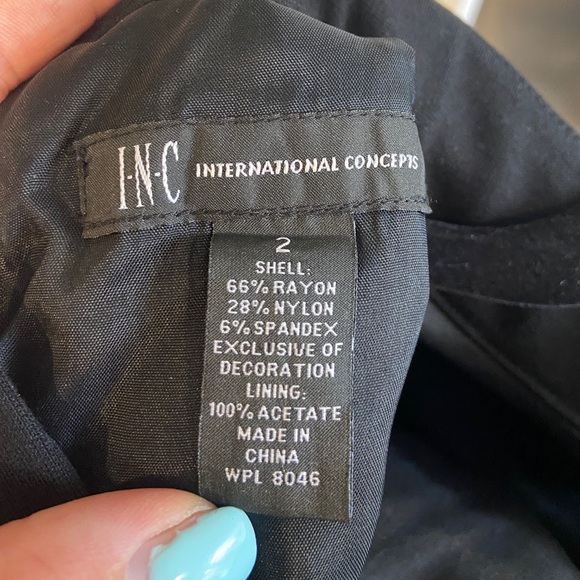 I-N-C INTERNATIONAL CONCEPTS
2
SHELL:
66% RAYON
28% NYLON
6% SPANDEX
EXCLUSIVE OF
DECORATION
LINING:
100% ACETATE
MADE IN
CHINA
WPL 8046